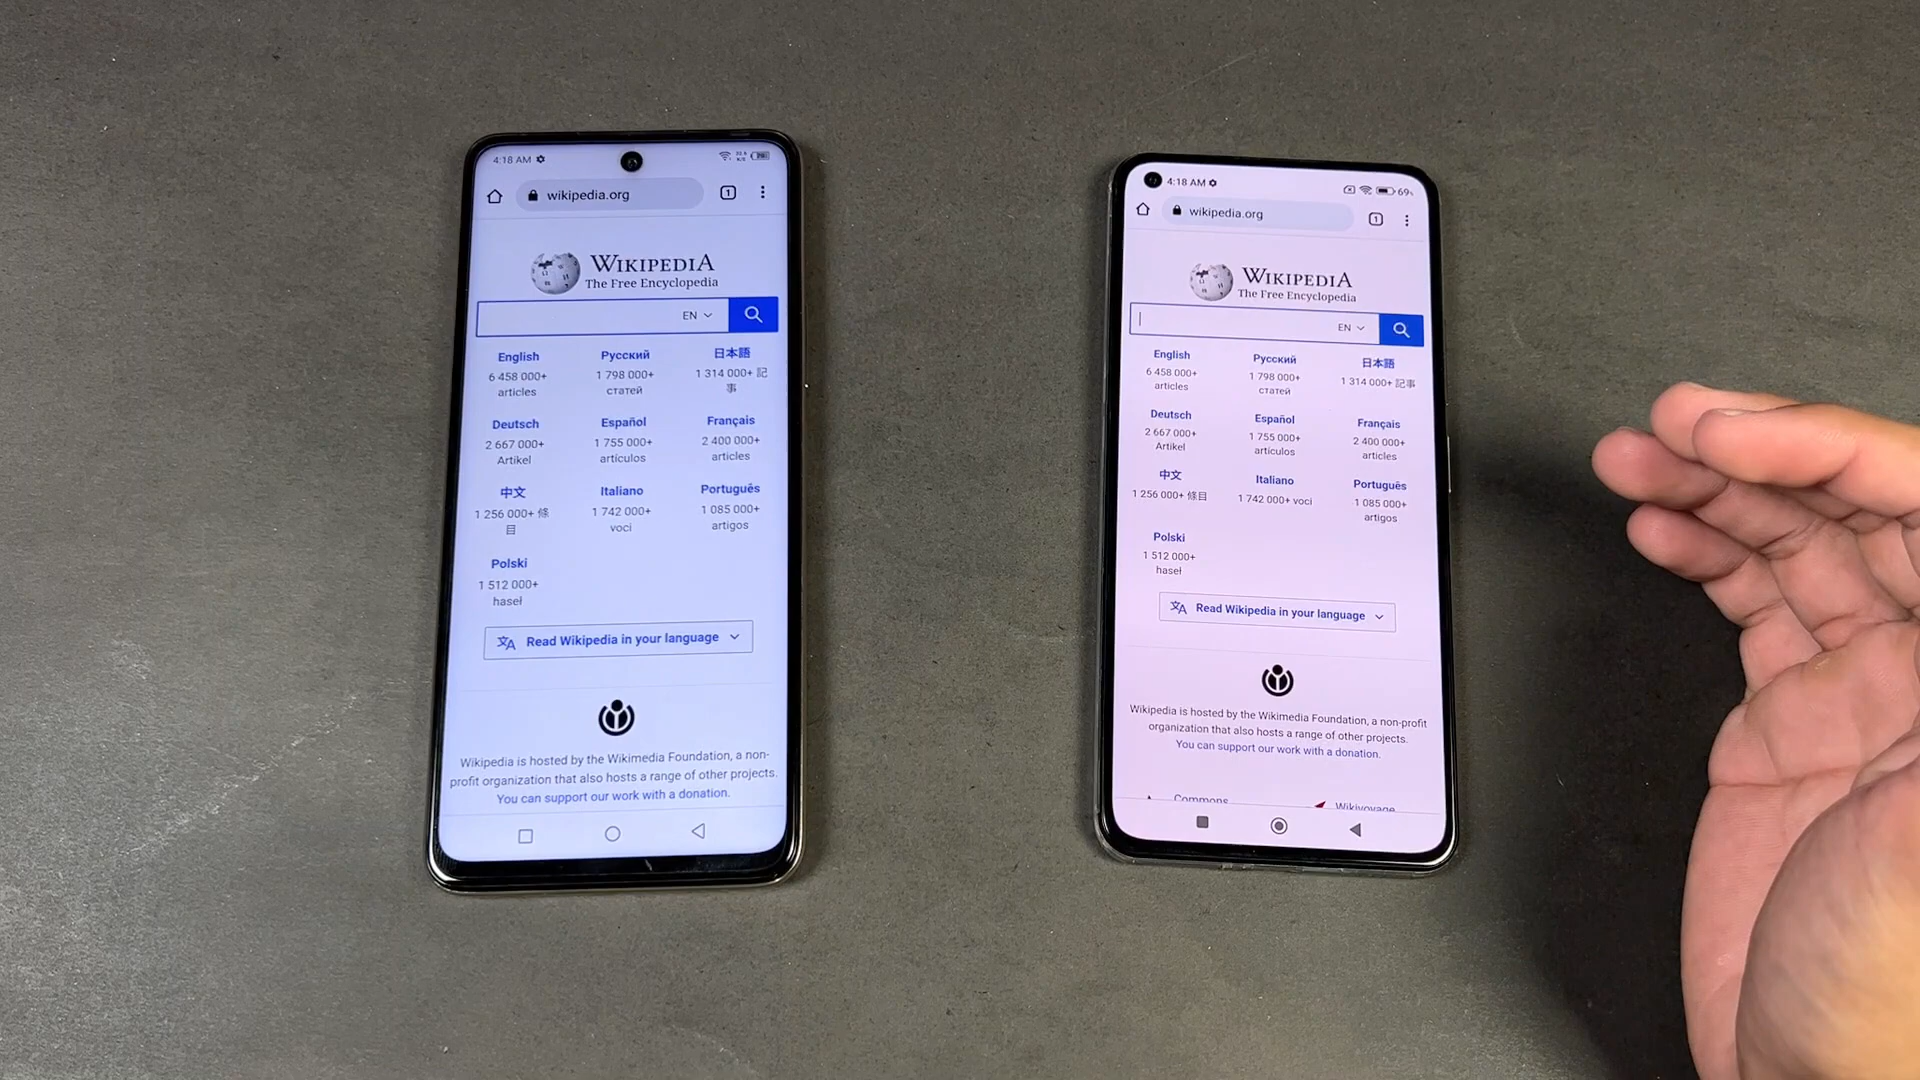 4:18 AM
wikipedia.org
1
WIKIPEDIA
The Free Encyclopedia
EN
English
6 458 000+
articles
Русский
1 798 000+
статей
日本語
1 314 000+ 記
事
Deutsch
2 667 000+
Artikel
Español
1 755 000+
artículos
Français
2 400 000+
articles
中文
1 256 000+ 條
目
Italiano
1 742 000+
voci
Português
1 085 000+
artigos
Polski
1 512 000+
haseł
Read Wikipedia in your language
Wikipedia is hosted by the Wikimedia Foundation, a non-
profit organization that also hosts a range of other projects.
You can support our work with a donation.
4:18 AM
69%
wikipedia.org
1
WIKIPEDIA
The Free Encyclopedia
EN
English
6 458 000+
articles
Русский
1 798 000+
статей
日本語
1 314 000+ 記事
Deutsch
2 667 000+
Artikel
Español
1 755 000+
artículos
Français
2 400 000+
articles
中文
1 256 000+ 條目
Italiano
1 742 000+ voci
Português
1 085 000+
artigos
Polski
1 512 000+
haseł
Read Wikipedia in your language
Wikipedia is hosted by the Wikimedia Foundation, a non-profit
organization that also hosts a range of other projects.
You can support our work with a donation.
Commons
Wikivoyage